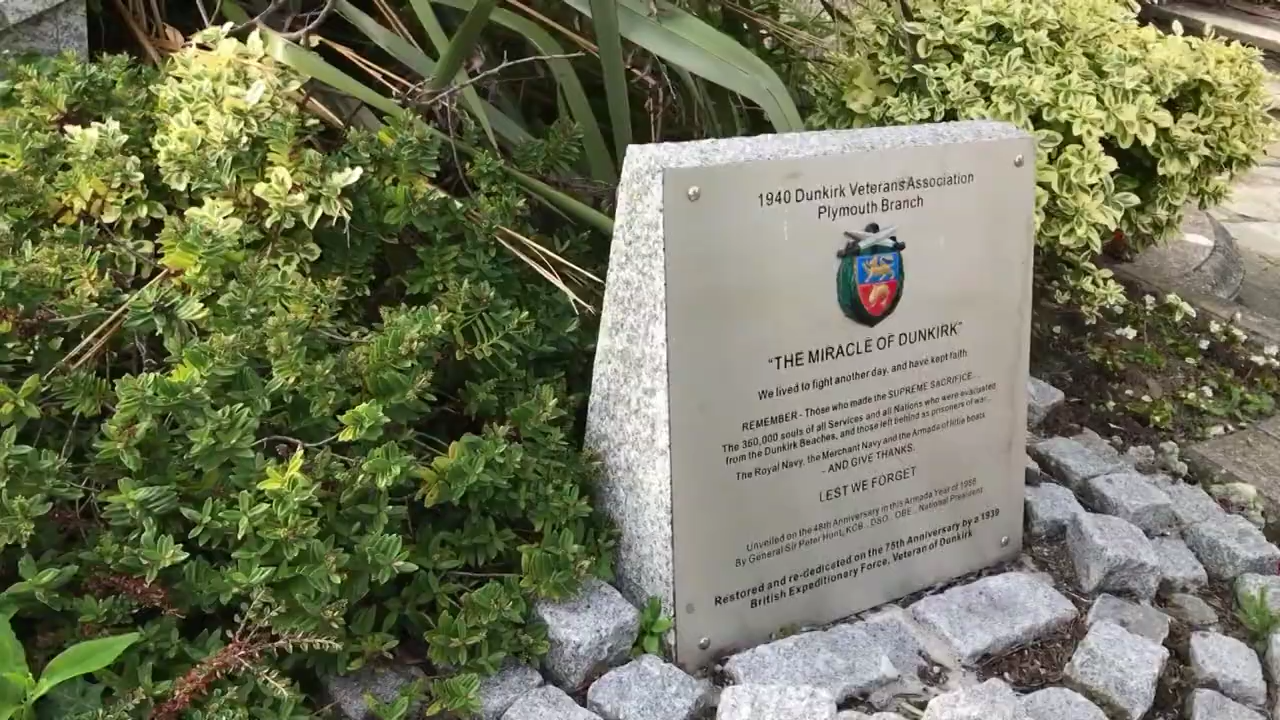 1940 Dunkirk Veterans Association
Plymouth Branch
"THE MIRACLE OF DUNKIRK"
We lived to fight another day, and have kept faith
REMEMBER - Those who made the SUPREME SACRIFICE...
The 360,000 souls of all Services and all Nations who were evacuated
from the Dunkirk Beaches, and those left behind as prisoners of war...
The Royal Navy, the Merchant Navy and the Armada of little boats
- AND GIVE THANKS.
LEST WE FORGET
Unveiled on the 48th Anniversary in this Armada Year of 1988
By General Sir Peter Hunt, KCB., DSO., OBE., National President
Restored and re-dedicated on the 75th Anniversary by a 1939
British Expeditionary Force, Veteran of Dunkirk